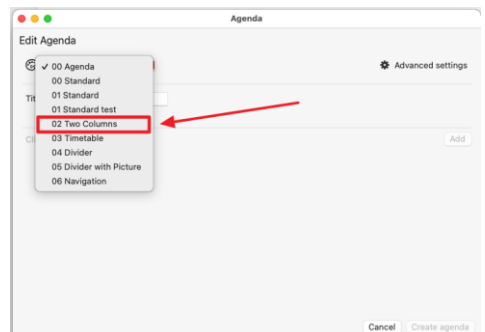 Agenda
Edit Agenda
✓ 00 Agenda
00 Standard
01 Standard
01 Standard test
02 Two Columns
03 Timetable
04 Divider
05 Divider with Picture
06 Navigation
Advanced settings
Add
Cancel
Create agenda